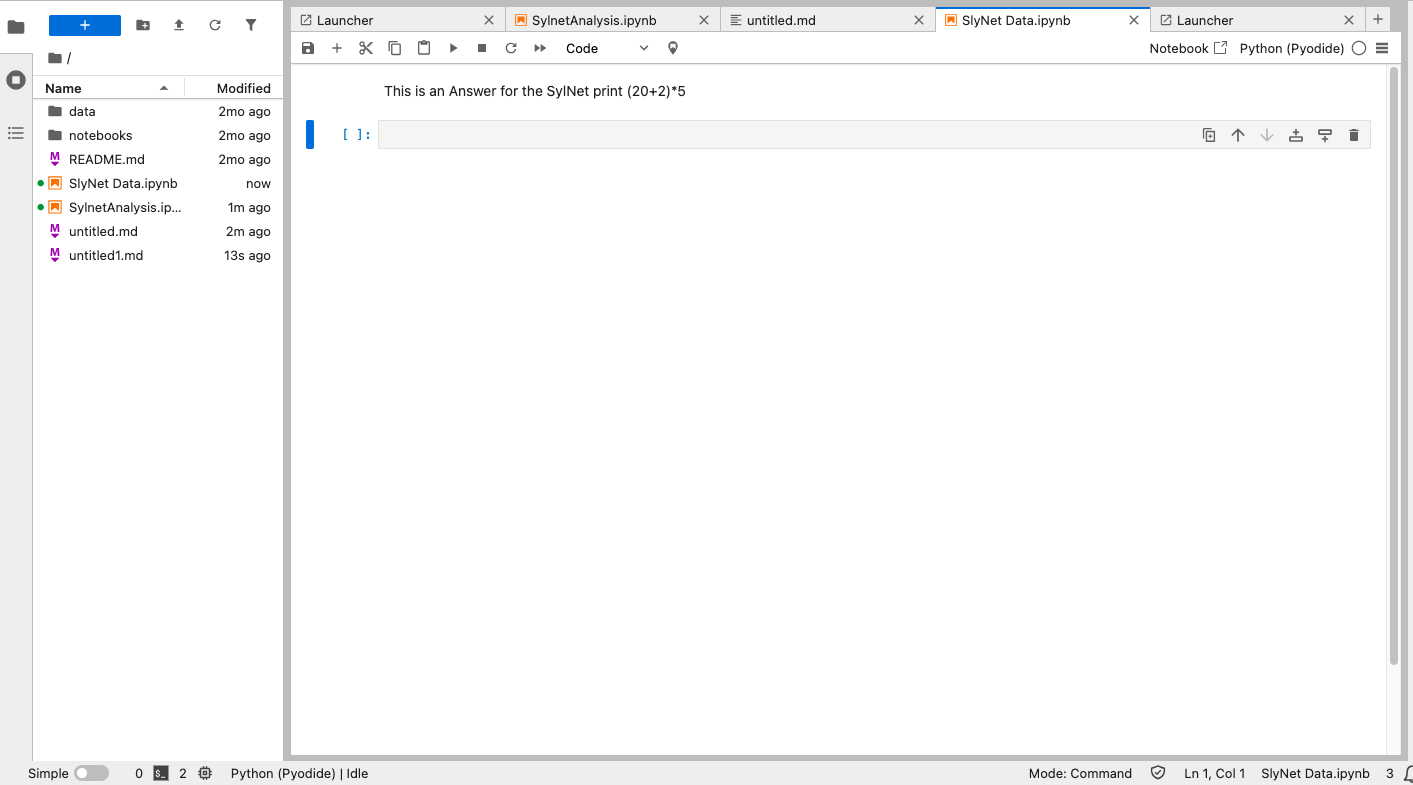 Launcher
SylnetAnalysis.ipynb
untitled.md
SlyNet Data.ipynb
Launcher
Code
Notebook
Python (Pyodide)
/
Name
Modified
data 2mo ago
notebooks 2mo ago
README.md 2mo ago
SlyNet Data.ipynb now
SylnetAnalysis.ip... 1m ago
untitled.md 2m ago
untitled1.md 13s ago
This is an Answer for the SylNet print (20+2)*5
[ ]:
Simple 0 $_ 2 Python (Pyodide) | Idle Mode: Command Ln 1, Col 1 SlyNet Data.ipynb 3